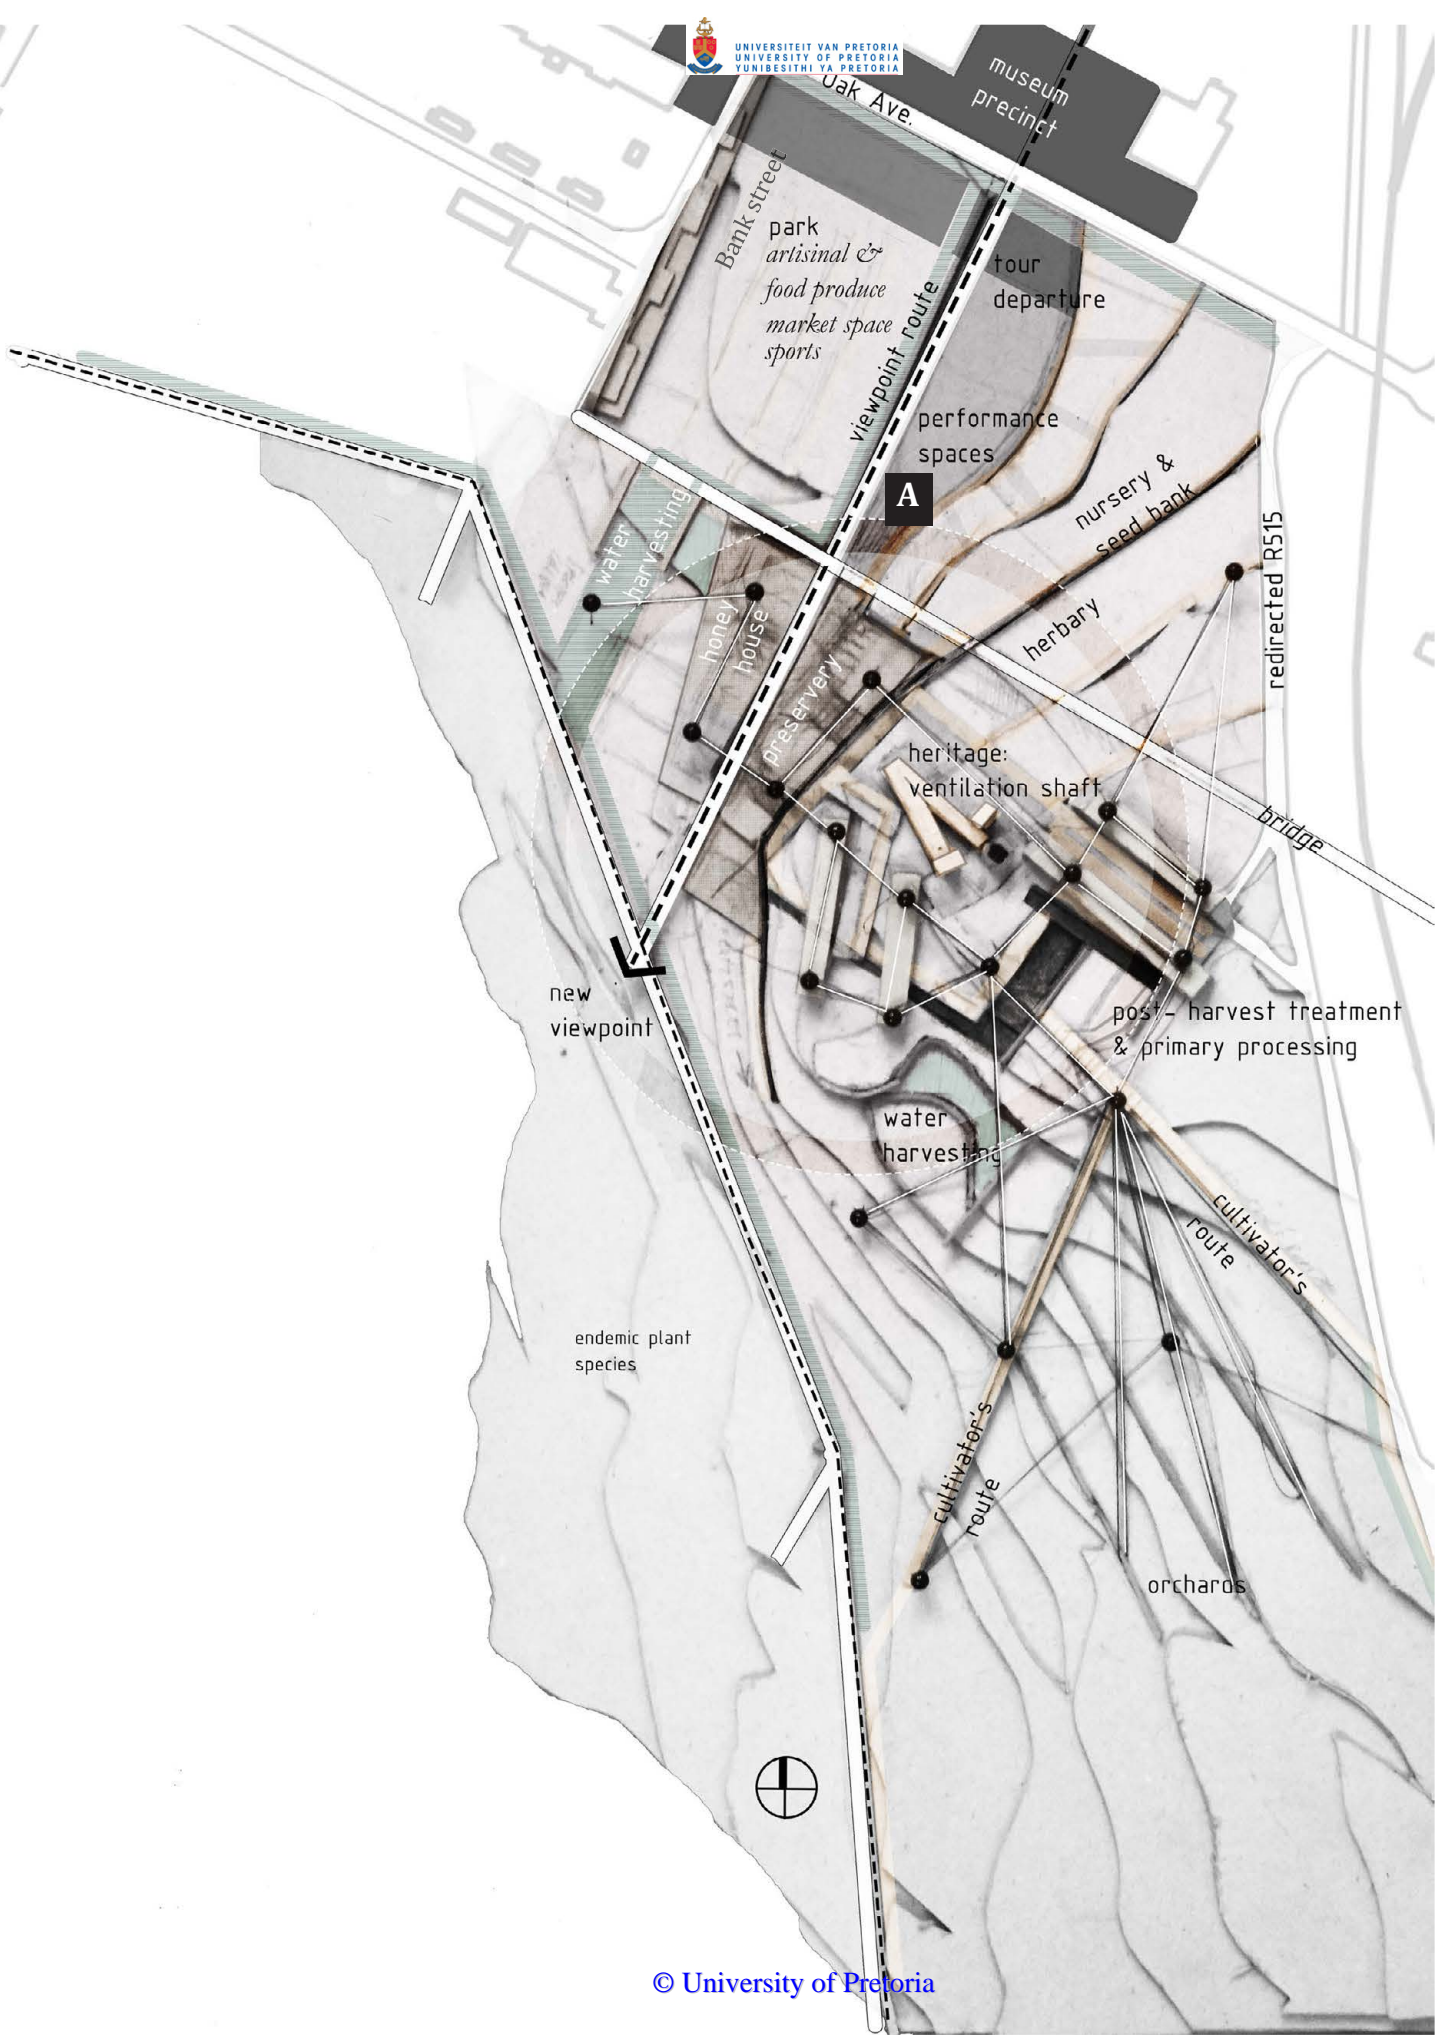 UNIVERSITEIT VAN PRETORIA
UNIVERSITY OF PRETORIA
YUNIBESITHI YA PRETORIA
museum
precinct
Oak Ave.
Bank street
park
artisinal &
food produce
market space
sports
tour
departure
viewpoint route
performance
spaces
A
nursery &
seed bank
water
harvesting
redirected R515
honey
house
herbary
preservery
heritage:
ventilation shaft
bridge
new
viewpoint
post- harvest treatment
& primary processing
water
harvesting
cultivator's
route
endemic plant
species
cultivator's
route
orchards
© University of Pretoria